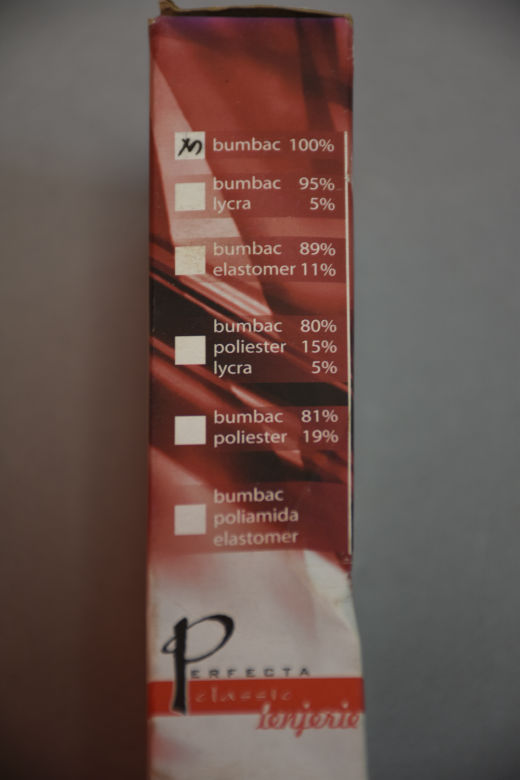 bumbac 100%
bumbac 95%
lycra 5%
bumbac 89%
elastomer 11%
bumbac 80%
poliester 15%
lycra 5%
bumbac 81%
poliester 19%
bumbac
poliamida
elastomer
PERFECTA
classic
lenjerie